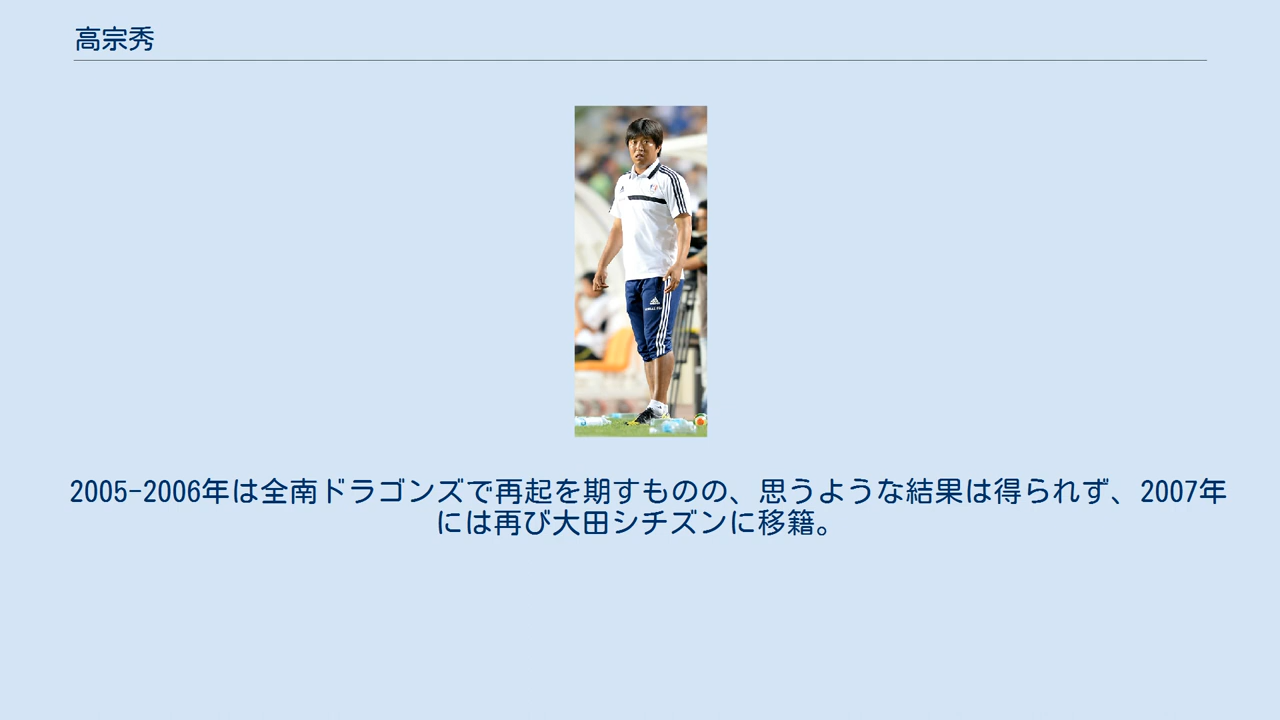 高宗秀
2005-2006年は全南ドラゴンズで再起を期すものの、思うような結果は得られず、2007年
には再び大田シチズンに移籍。